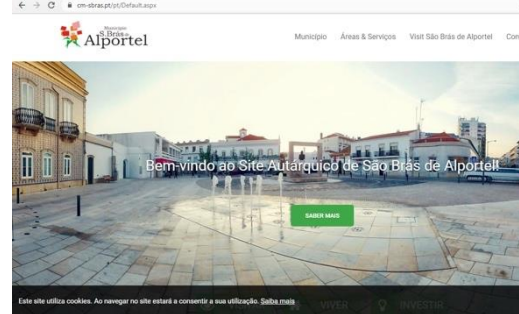 cm-sbras.pt/pt/Default.aspx
Município
S.Brás de
Alportel
Município Áreas & Serviços Visit São Brás de Alportel
Bem-vindo ao Site Autárquico de São Brás de Alportel!
SABER MAIS
VIVER INVESTIR
Este site utiliza cookies. Ao navegar no site estará a consentir a sua utilização. Saiba mais